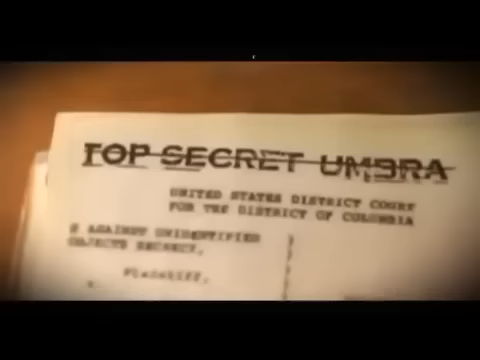 TOP SECRET UMBRA
UNITED STATES DISTRICT COURT
FOR THE DISTRICT OF COLUMBIA
AGAINST UNIDENTIFIED
OBJECTS SECRECY,
Plaintiff,